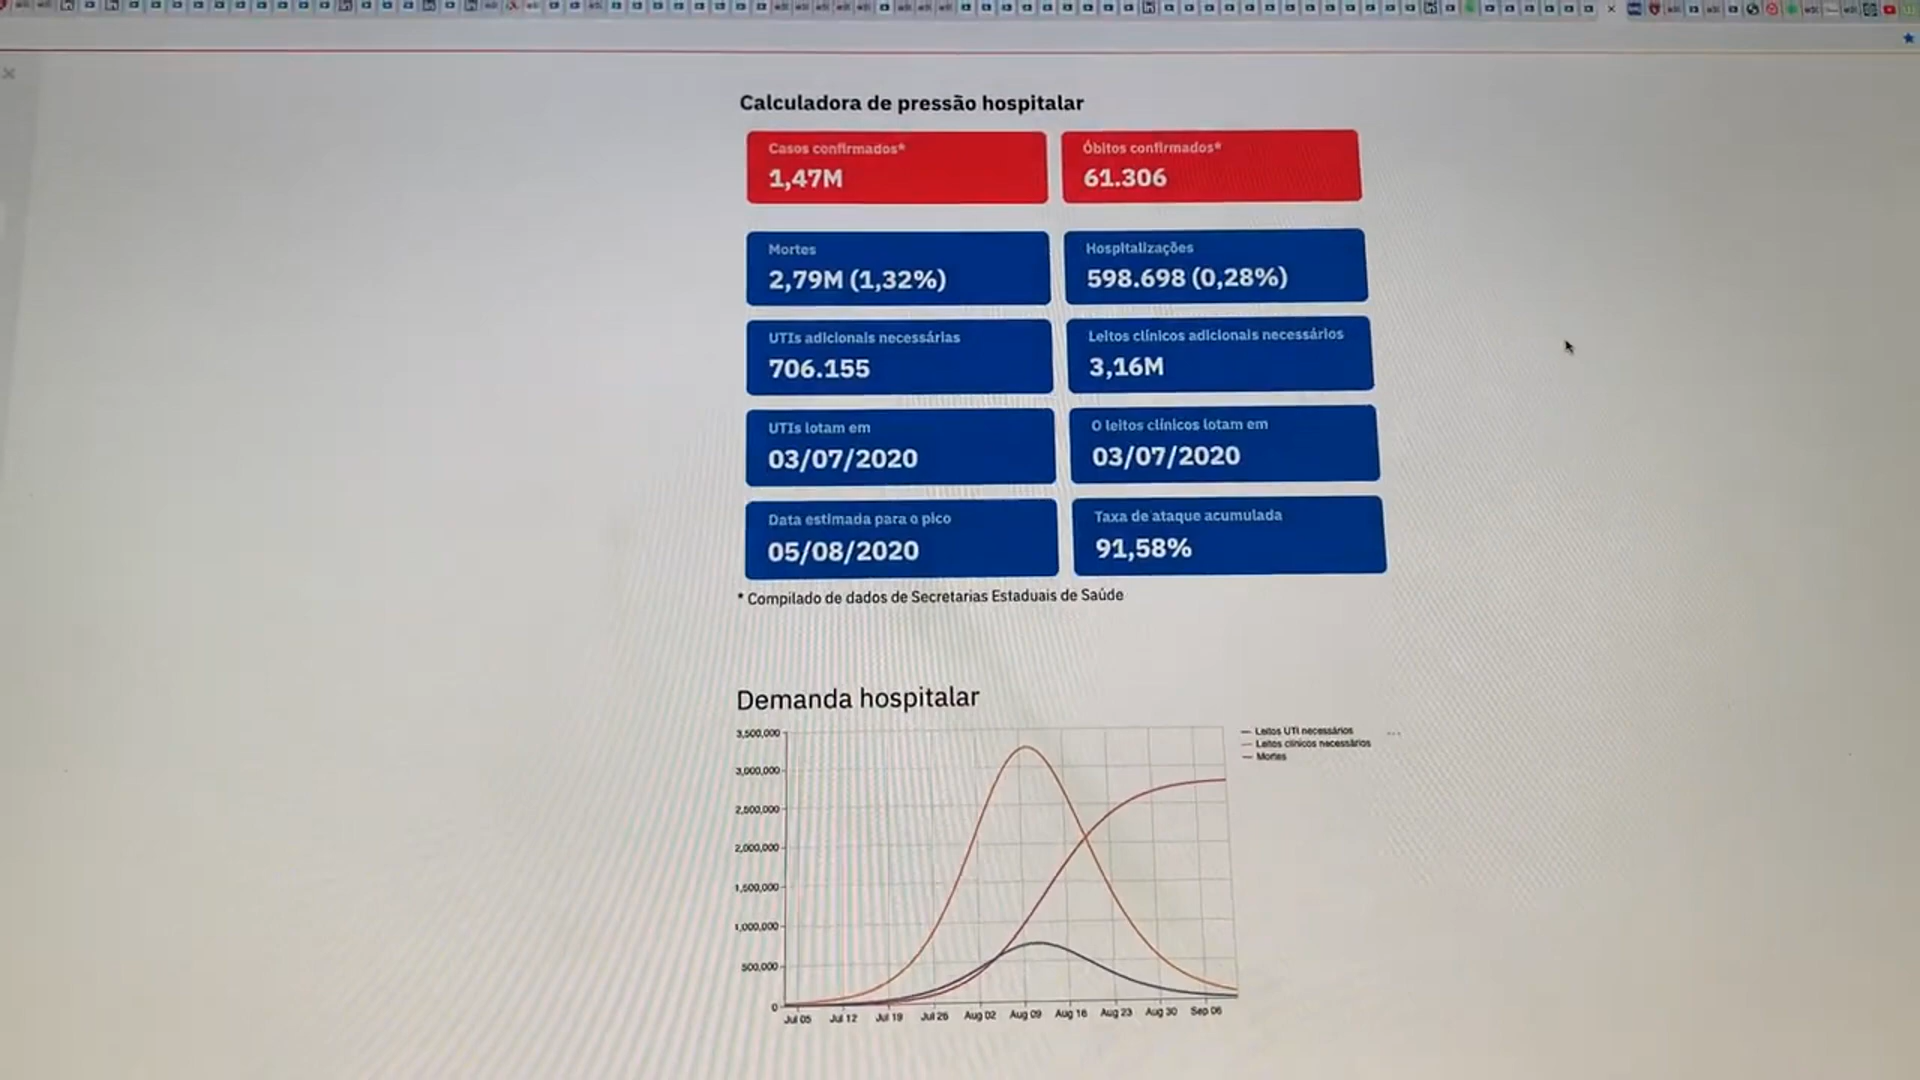 Calculadora de pressão hospitalar
Casos confirmados*
1,47M
Óbitos confirmados*
61.306
Mortes
2,79M (1,32%)
Hospitalizações
598.698 (0,28%)
UTIs adicionais necessárias
706.155
Leitos clínicos adicionais necessários
3,16M
UTIs lotam em
03/07/2020
O leitos clínicos lotam em
03/07/2020
Data estimada para o pico
05/08/2020
Taxa de ataque acumulada
91,58%
* Compilado de dados de Secretarias Estaduais de Saúde
Demanda hospitalar
3,500,000
3,000,000
2,500,000
2,000,000
1,500,000
1,000,000
500,000
0
Jul 05 Jul 12 Jul 19 Jul 26 Aug 02 Aug 09 Aug 16 Aug 23 Aug 30 Sep 06
Leitos UTI necessários
Leitos clínicos necessários
Mortes